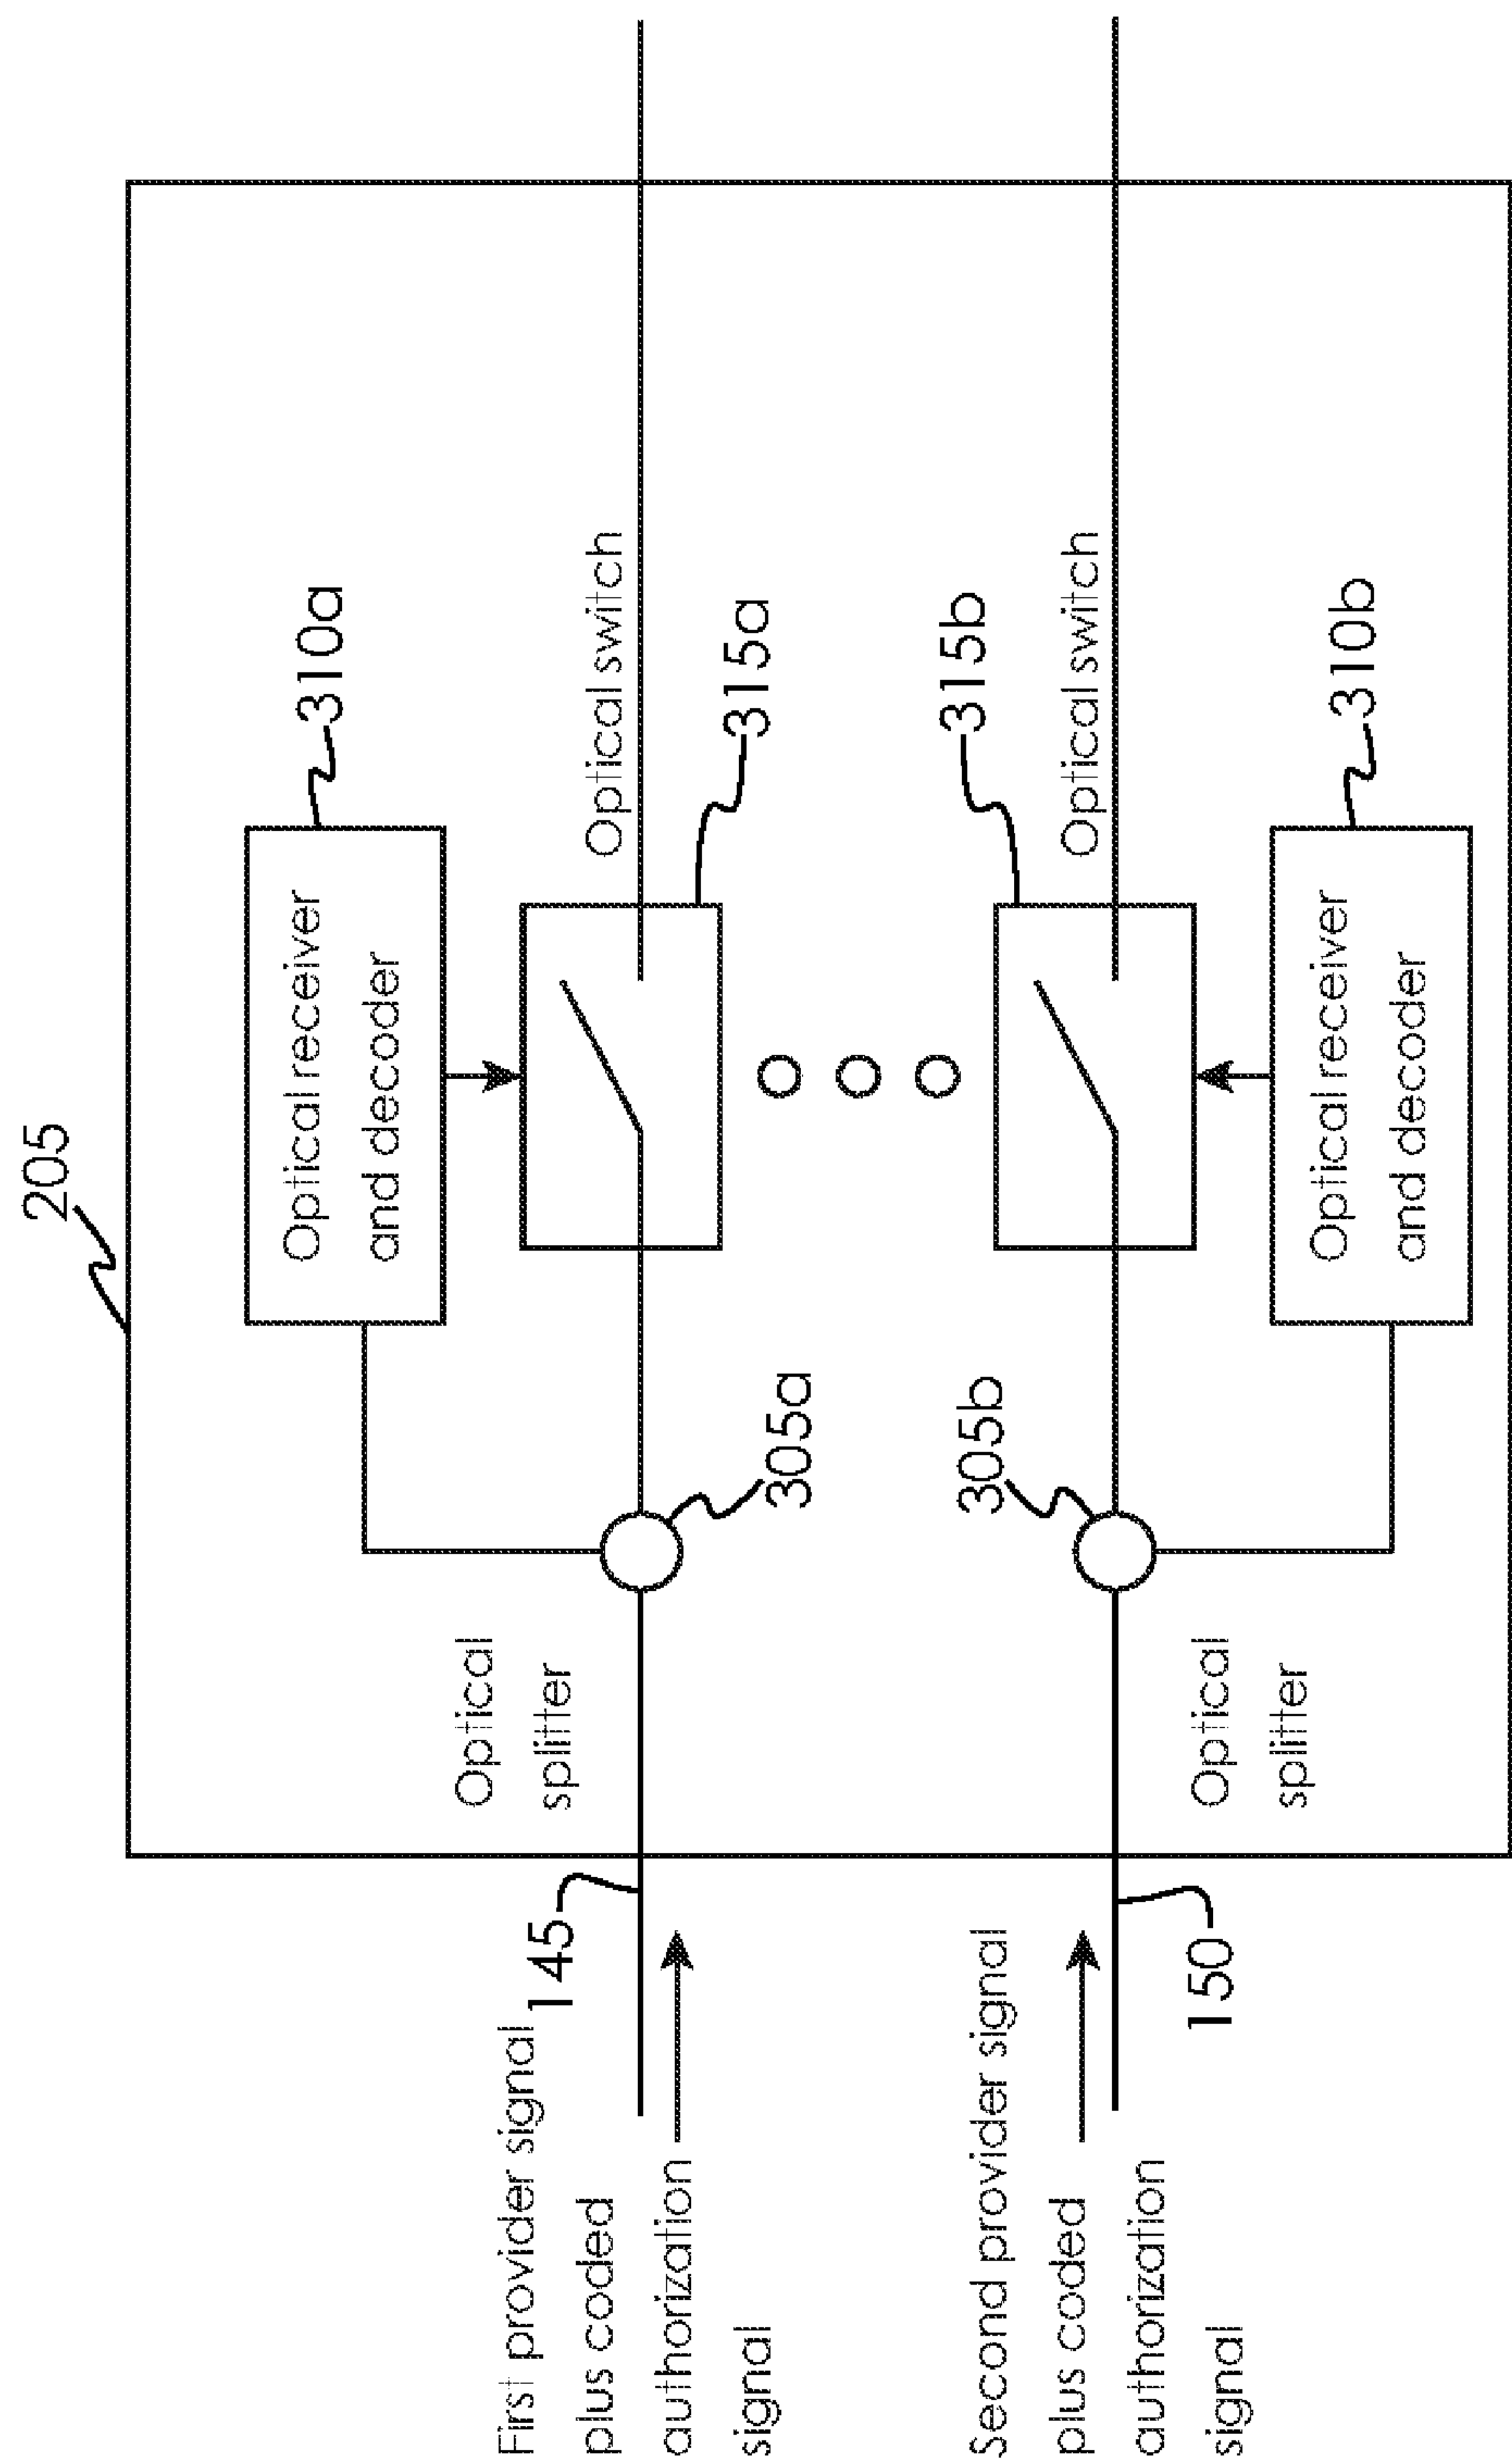 205
310a
Optical receiver
and decoder
Optical switch
315a
305a
Optical
splitter
145
First provider signal
plus coded
authorization
signal
315b
Optical switch
305b
310b
Optical receiver
and decoder
Optical
splitter
150
Second provider signal
plus coded
authorization
signal